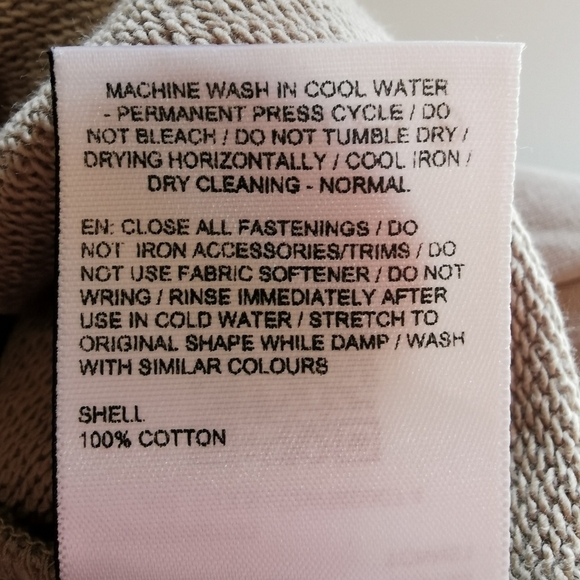 MACHINE WASH IN COOL WATER
- PERMANENT PRESS CYCLE / DO
NOT BLEACH / DO NOT TUMBLE DRY /
DRYING HORIZONTALLY / COOL IRON /
DRY CLEANING - NORMAL
EN: CLOSE ALL FASTENINGS / DO
NOT IRON ACCESSORIES/TRIMS / DO
NOT USE FABRIC SOFTENER / DO NOT
WRING / RINSE IMMEDIATELY AFTER
USE IN COLD WATER / STRETCH TO
ORIGINAL SHAPE WHILE DAMP / WASH
WITH SIMILAR COLOURS
SHELL
100% COTTON